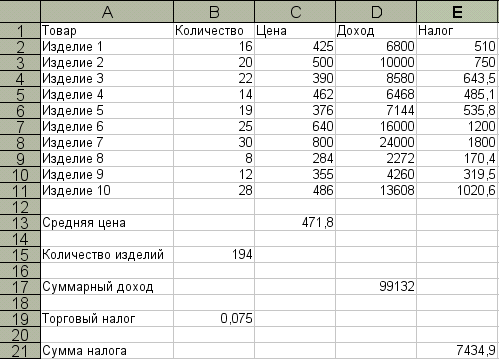 A B C D E
1 Товар Количество Цена Доход Налог
2 Изделие 1 16 425 6800 510
3 Изделие 2 20 500 10000 750
4 Изделие 3 22 390 8580 643,5
5 Изделие 4 14 462 6468 485,1
6 Изделие 5 19 376 7144 535,8
7 Изделие 6 25 640 16000 1200
8 Изделие 7 30 800 24000 1800
9 Изделие 8 8 284 2272 170,4
10 Изделие 9 12 355 4260 319,5
11 Изделие 10 28 486 13608 1020,6
12
13 Средняя цена 471,8
14
15 Количество изделий 194
16
17 Суммарный доход 99132
18
19 Торговый налог 0,075
20
21 Сумма налога 7434,9